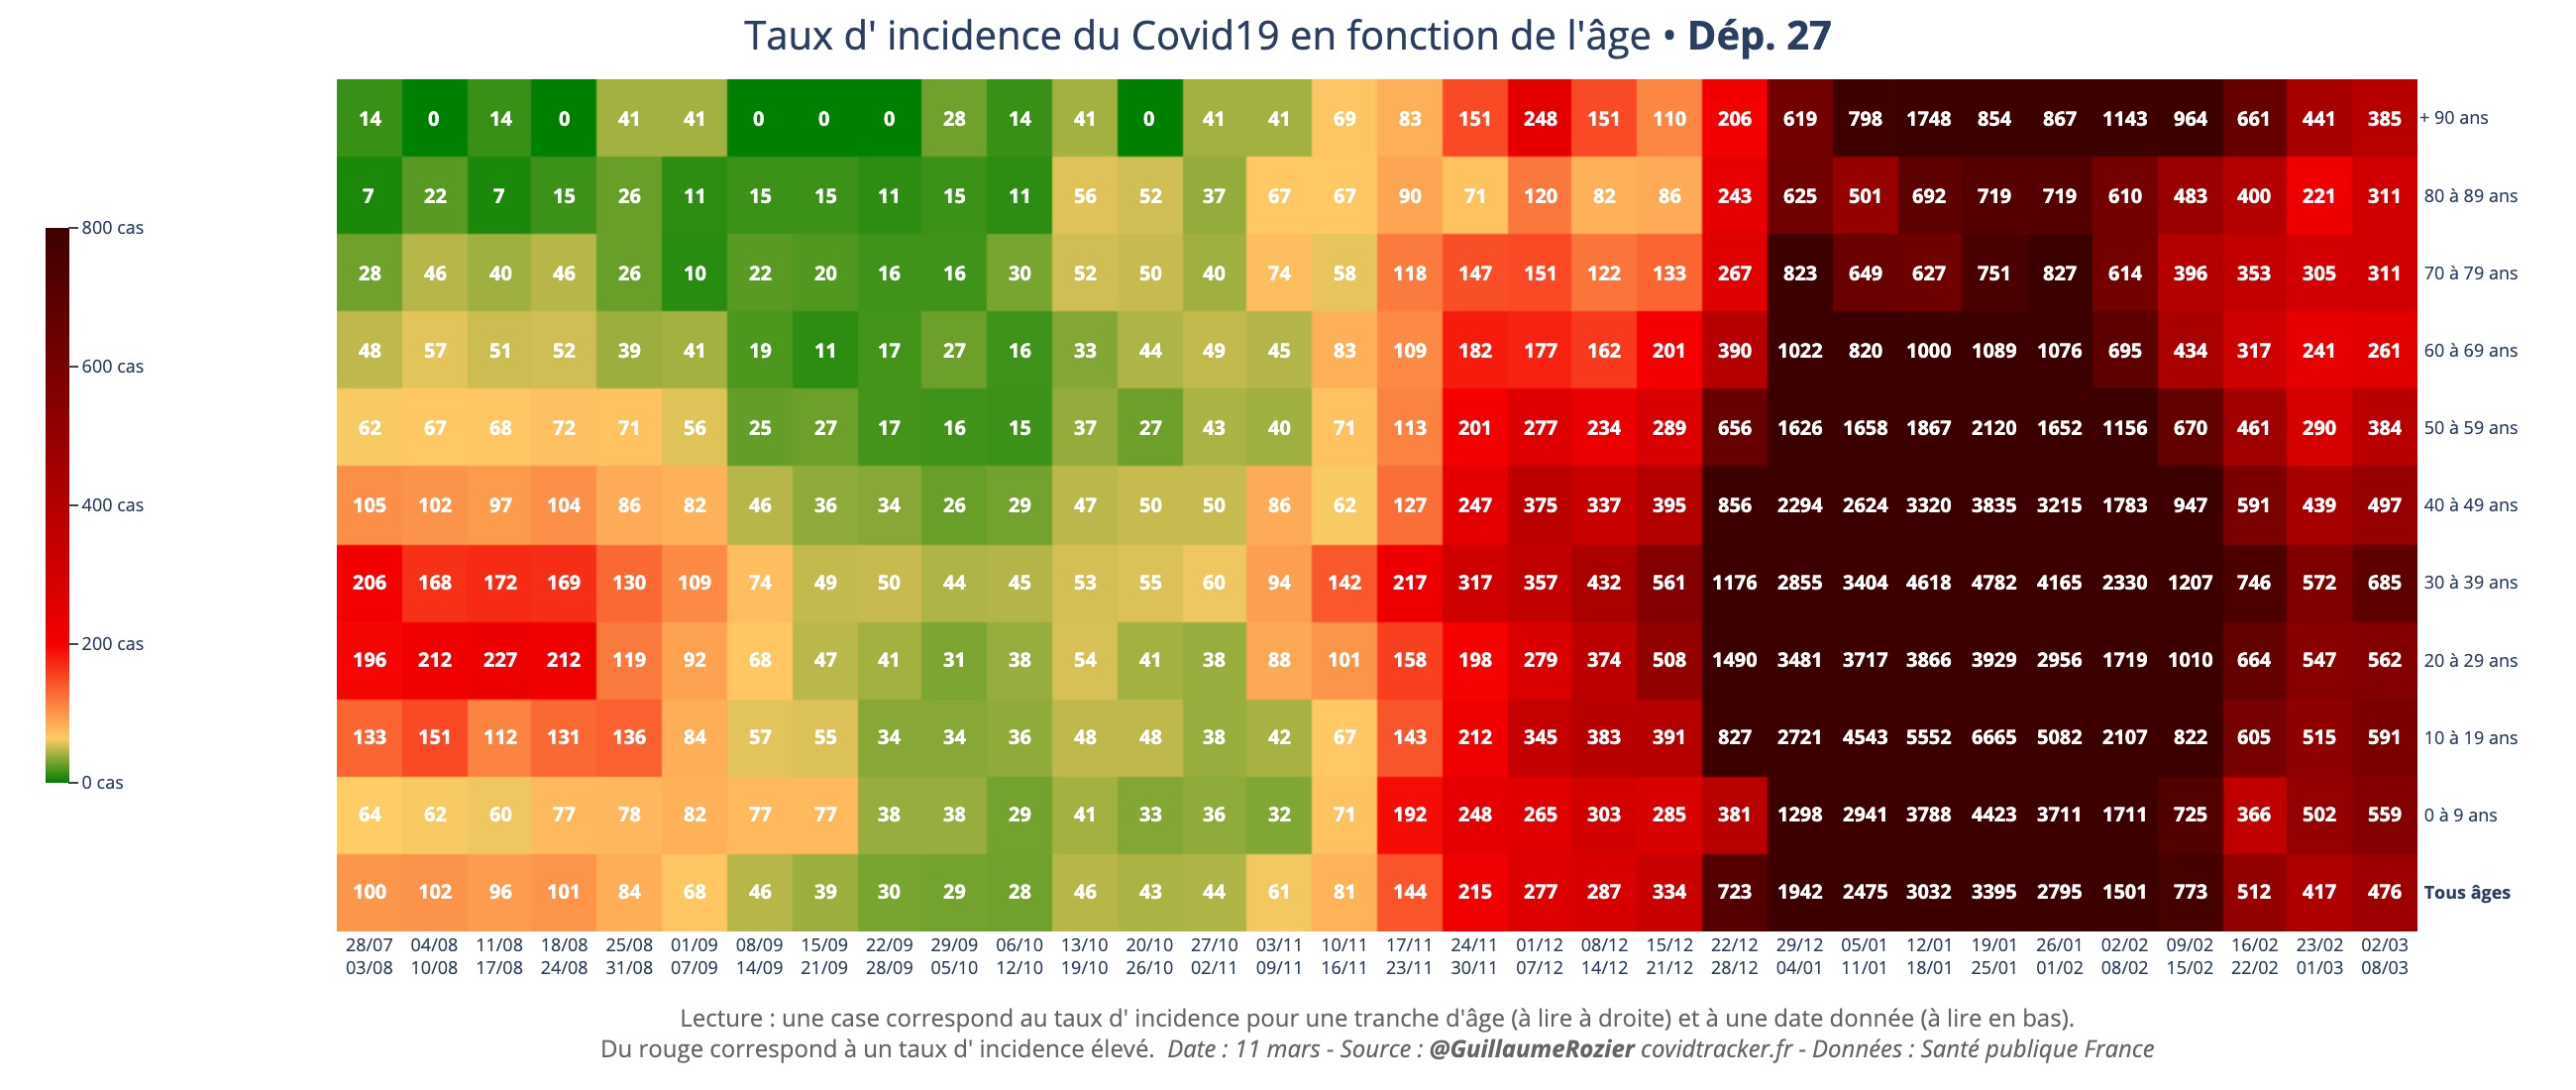 Taux d' incidence du Covid19 en fonction de l'âge • Dép. 27
800 cas
600 cas
400 cas
200 cas
0 cas
14 0 14 0 41 41 0 0 0 28 14 41 0 41 41 69 83 151 248 151 110 206 619 798 1748 854 867 1143 964 661 441 385 + 90 ans
7 22 7 15 26 11 15 15 11 15 11 56 52 37 67 67 90 71 120 82 86 243 625 501 692 719 719 610 483 400 221 311 80 à 89 ans
28 46 40 46 26 10 22 20 16 16 30 52 50 40 74 58 118 147 151 122 133 267 823 649 627 751 827 614 396 353 305 311 70 à 79 ans
48 57 51 52 39 41 19 11 17 27 16 33 44 49 45 83 109 182 177 162 201 390 1022 820 1000 1089 1076 695 434 317 241 261 60 à 69 ans
62 67 68 72 71 56 25 27 17 16 15 37 27 43 40 71 113 201 277 234 289 656 1626 1658 1867 2120 1652 1156 670 461 290 384 50 à 59 ans
105 102 97 104 86 82 46 36 34 26 29 47 50 50 86 62 127 247 375 337 395 856 2294 2624 3320 3835 3215 1783 947 591 439 497 40 à 49 ans
206 168 172 169 130 109 74 49 50 44 45 53 55 60 94 142 217 317 357 432 561 1176 2855 3404 4618 4782 4165 2330 1207 746 572 685 30 à 39 ans
196 212 227 212 119 92 68 47 41 31 38 54 41 38 88 101 158 198 279 374 508 1490 3481 3717 3866 3929 2956 1719 1010 664 547 562 20 à 29 ans
133 151 112 131 136 84 57 55 34 34 36 48 48 38 42 67 143 212 345 383 391 827 2721 4543 5552 6665 5082 2107 822 605 515 591 10 à 19 ans
64 62 60 77 78 82 77 77 38 38 29 41 33 36 32 71 192 248 265 303 285 381 1298 2941 3788 4423 3711 1711 725 366 502 559 0 à 9 ans
100 102 96 101 84 68 46 39 30 29 28 46 43 44 61 81 144 215 277 287 334 723 1942 2475 3032 3395 2795 1501 773 512 417 476 Tous âges
28/07 04/08 11/08 18/08 25/08 01/09 08/09 15/09 22/09 29/09 06/10 13/10 20/10 27/10 03/11 10/11 17/11 24/11 01/12 08/12 15/12 22/12 29/12 05/01 12/01 19/01 26/01 02/02 09/02 16/02 23/02 02/03
03/08 10/08 17/08 24/08 31/08 07/09 14/09 21/09 28/09 05/10 12/10 19/10 26/10 02/11 09/11 16/11 23/11 30/11 07/12 14/12 21/12 28/12 04/01 11/01 18/01 25/01 01/02 08/02 15/02 22/02 01/03 08/03
Lecture : une case correspond au taux d' incidence pour une tranche d'âge (à lire à droite) et à une date donnée (à lire en bas).
Du rouge correspond à un taux d' incidence élevé. Date : 11 mars - Source : @GuillaumeRozier covidtracker.fr - Données : Santé publique France